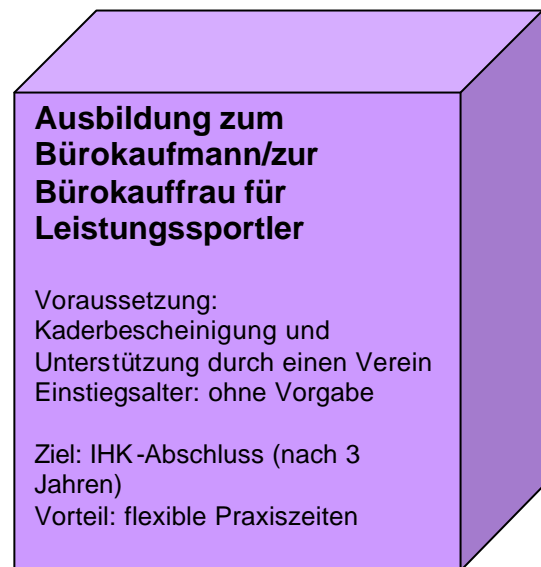 Ausbildung zum
Bürokaufmann/zur
Bürokauffrau für
Leistungssportler
Voraussetzung:
Kaderbescheinigung und
Unterstützung durch einen Verein
Einstiegsalter: ohne Vorgabe
Ziel: IHK-Abschluss (nach 3
Jahren)
Vorteil: flexible Praxiszeiten